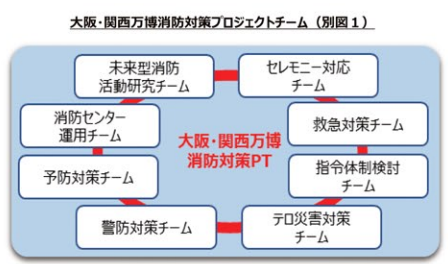 大阪・関西万博消防対策プロジェクトチーム（別図１）
未来型消防
活動研究チーム
セレモニー対応
チーム
消防センター
運用チーム
救急対策チーム
大阪・関西万博
消防対策PT
予防対策チーム
指令体制検討
チーム
警防対策チーム
テロ災害対策
チーム